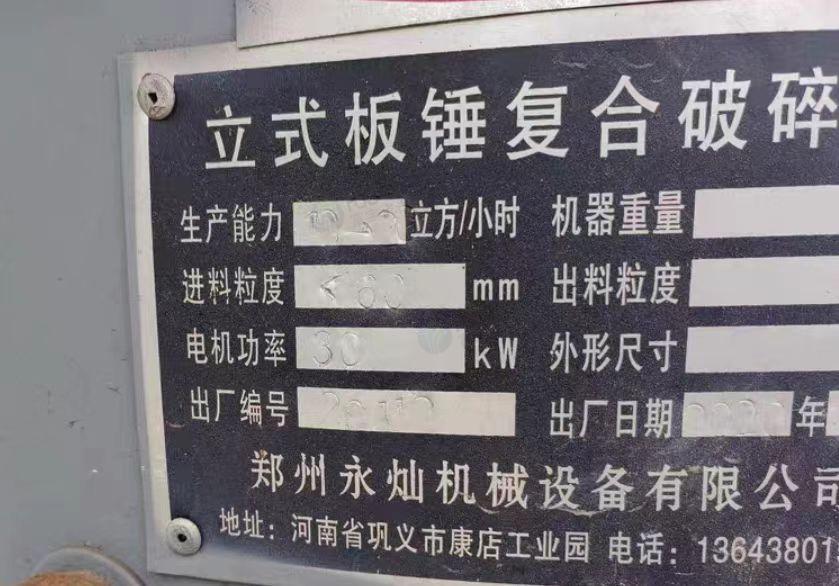 立式板锤复合破碎
生产能力 立方/小时 机器重量
进料粒度 <60 mm 出料粒度
电机功率 30 kW 外形尺寸
出厂编号 出厂日期 2020 年
郑州永灿机械设备有限公司
地址：河南省巩义市康店工业园 电话：13643801